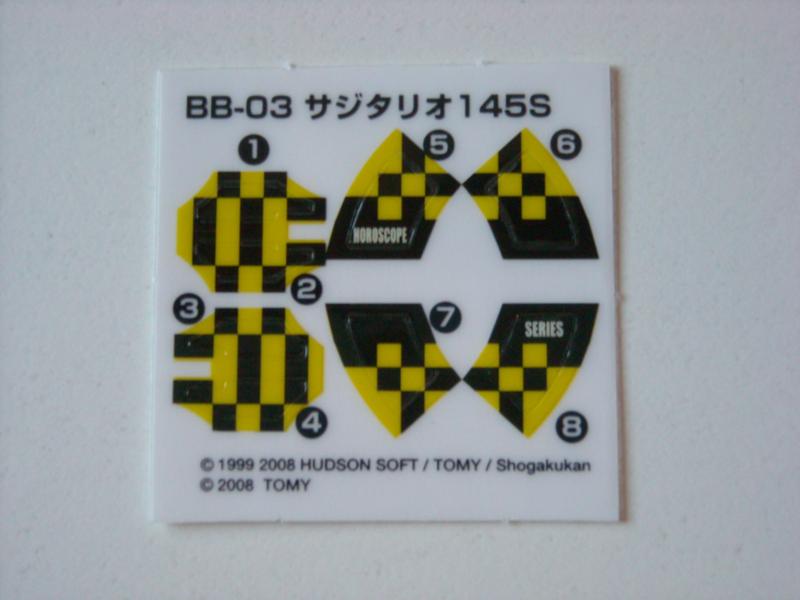 BB-03 サジタリオ145S
1
5
6
HOROSCOPE
2
3
7
SERIES
4
8
© 1999 2008 HUDSON SOFT / TOMY / Shogakukan
© 2008 TOMY